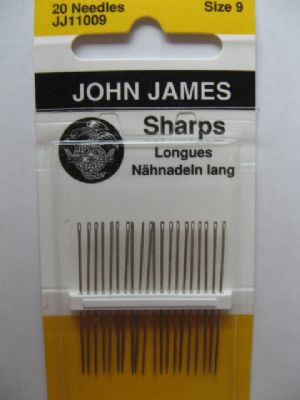 20 Needles Size 9
JJ11009
JOHN JAMES
Sharps
Longues
Nähnadeln lang